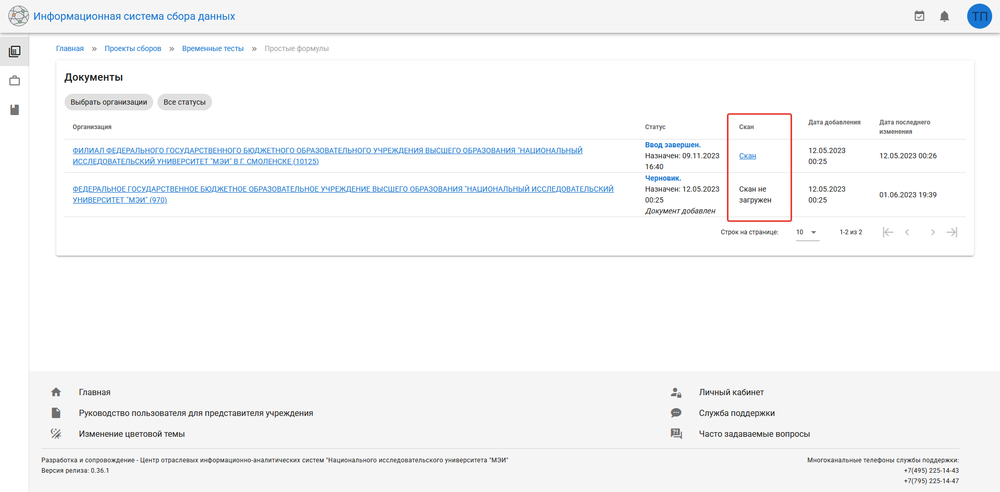 Информационная система сбора данных
ТП
Главная » Проекты сборов » Временные тесты » Простые формулы
Документы
Выбрать организации
Все статусы
Организация
Статус
Скан
Дата добавления
Дата последнего
изменения
ФИЛИАЛ ФЕДЕРАЛЬНОГО ГОСУДАРСТВЕННОГО БЮДЖЕТНОГО ОБРАЗОВАТЕЛЬНОГО УЧРЕЖДЕНИЯ ВЫСШЕГО ОБРАЗОВАНИЯ "НАЦИОНАЛЬНЫЙ
ИССЛЕДОВАТЕЛЬСКИЙ УНИВЕРСИТЕТ "МЭИ" В Г. СМОЛЕНСКЕ (10125)
Ввод завершен.
Назначен: 09.11.2023
16:40
Скан
12.05.2023
00:25
12.05.2023 00:26
ФЕДЕРАЛЬНОЕ ГОСУДАРСТВЕННОЕ БЮДЖЕТНОЕ ОБРАЗОВАТЕЛЬНОЕ УЧРЕЖДЕНИЕ ВЫСШЕГО ОБРАЗОВАНИЯ "НАЦИОНАЛЬНЫЙ ИССЛЕДОВАТЕЛЬСКИЙ
УНИВЕРСИТЕТ "МЭИ" (970)
Черновик.
Назначен: 12.05.2023
00:25
Документ добавлен
Скан не
загружен
12.05.2023
00:25
01.06.2023 19:39
Строк на странице: 10 1-2 из 2
Главная
Руководство пользователя для представителя учреждения
Изменение цветовой темы
Личный кабинет
Служба поддержки
Часто задаваемые вопросы
Разработка и сопровождение - Центр отраслевых информационно-аналитических систем "Национального исследовательского университета "МЭИ"
Версия релиза: 0.36.1
Многоканальные телефоны службы поддержки:
+7(495) 225-14-43
+7(795) 225-14-47